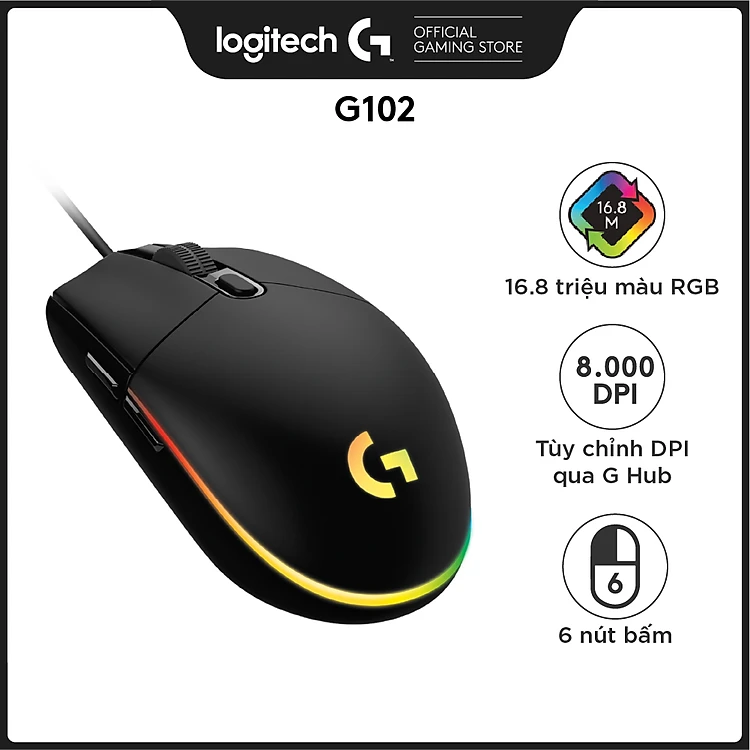 logitech G
OFFICIAL
GAMING STORE
G102
16.8
M
16.8 triệu màu RGB
8.000
DPI
Tùy chỉnh DPI
qua G Hub
6
6 nút bấm